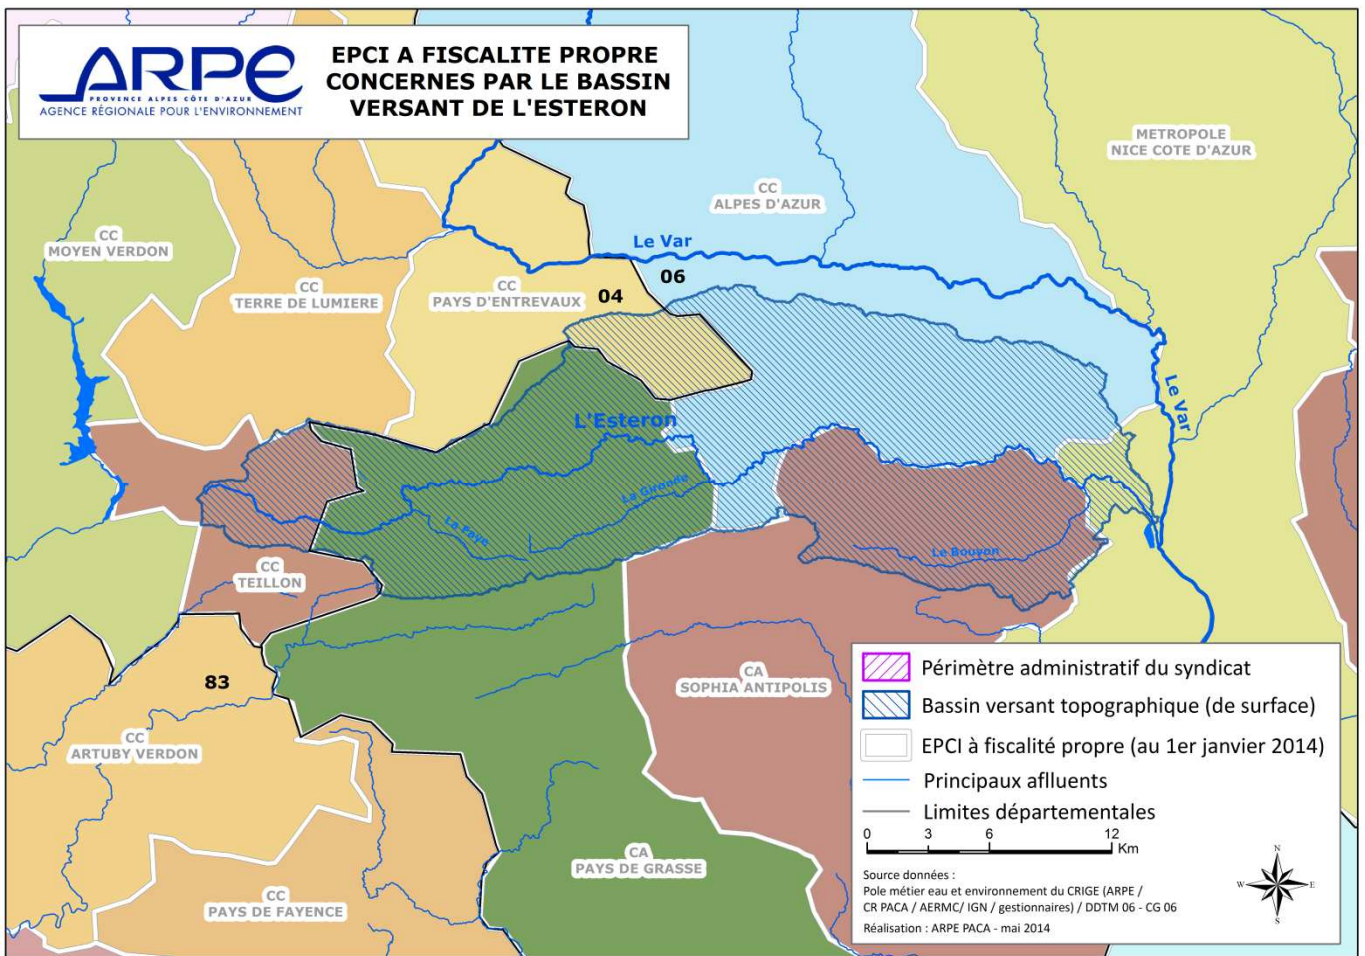 ARPE
PROVENCE ALPES CÔTE D'AZUR
AGENCE RÉGIONALE POUR L'ENVIRONNEMENT
EPCI A FISCALITE PROPRE
CONCERNES PAR LE BASSIN
VERSANT DE L'ESTERON
METROPOLE
NICE COTE D'AZUR
CC
ALPES D'AZUR
CC
MOYEN VERDON
Le Var
06
CC
TERRE DE LUMIERE
CC
PAYS D'ENTREVAUX
04
Le Var
L'Esteron
La Gironde
La Faye
Le Bouyon
CC
TEILLON
83
CA
SOPHIA ANTIPOLIS
CC
ARTUBY VERDON
CA
PAYS DE GRASSE
CC
PAYS DE FAYENCE
Périmètre administratif du syndicat
Bassin versant topographique (de surface)
EPCI à fiscalité propre (au 1er janvier 2014)
Principaux aflluents
Limites départementales
0 3 6 12
Km
Source données :
Pole métier eau et environnement du CRIGE (ARPE /
CR PACA / AERMC/ IGN / gestionnaires) / DDTM 06 - CG 06
Réalisation : ARPE PACA - mai 2014
N
W E
S